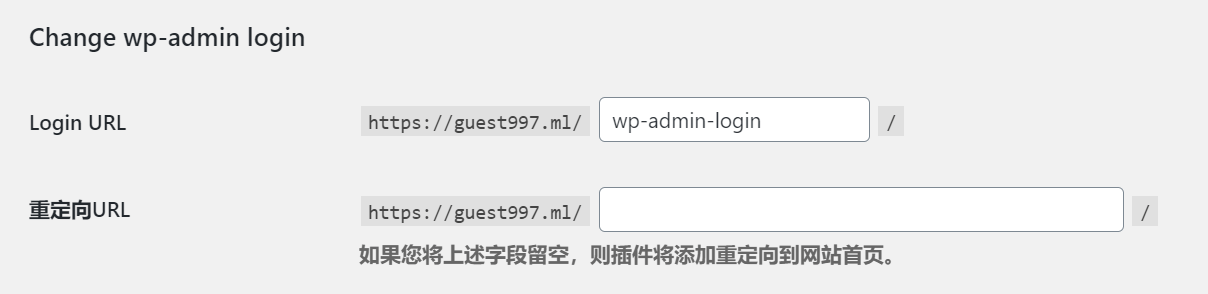 Change wp-admin login
Login URL https://guest997.ml/ wp-admin-login /
重定向URL https://guest997.ml/ /
如果您将上述字段留空，则插件将添加重定向到网站首页。